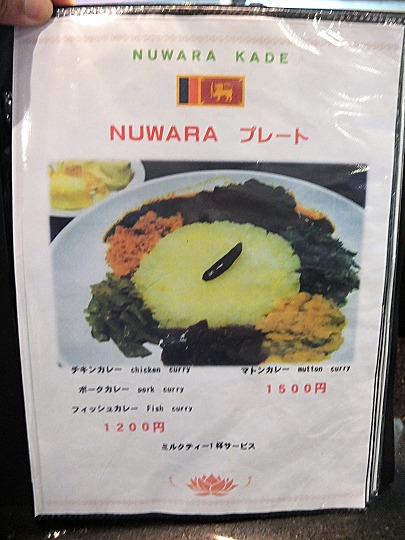 NUWARA KADE
NUWARA プレート
チキンカレー chicken curry
マトンカレー mutton curry
ポークカレー pork curry
1500円
フィッシュカレー Fish curry
1200円
ミルクティー1杯サービス